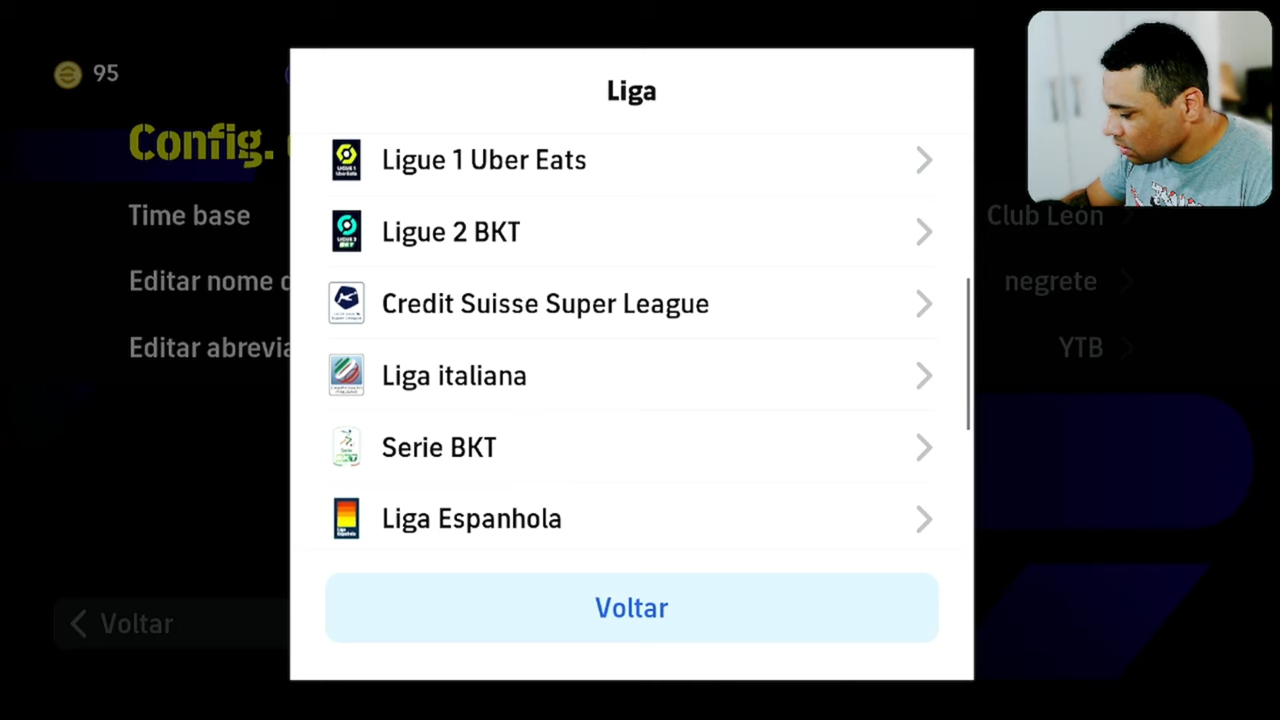 95
Liga
Config.
Ligue 1 Uber Eats
Time base
Club León
Ligue 2 BKT
Editar nome d
negrete
Credit Suisse Super League
Editar abrevia
YTB
Liga italiana
Serie BKT
Liga Espanhola
Voltar
Voltar